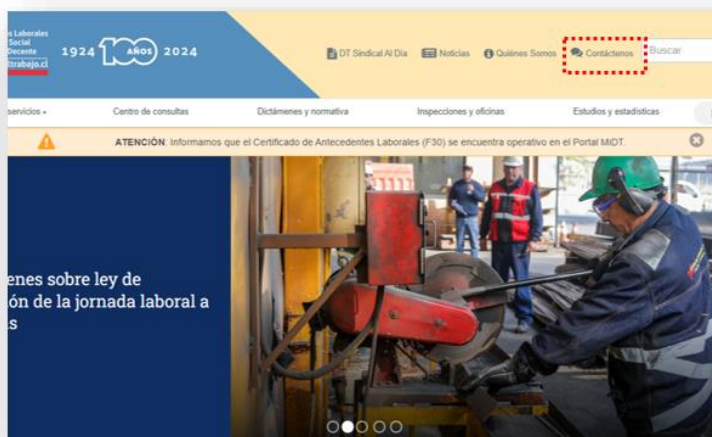 s Laborales
Social
Decente
ltrabajo.cl
1924 100 AÑOS 2024
DT Sindical Al Día Noticias Quiénes Somos Contáctenos Buscar
servicios Centro de consultas Dictámenes y normativa Inspecciones y oficinas Estudios y estadísticas
ATENCIÓN: Informamos que el Certificado de Antecedentes Laborales (F30) se encuentra operativo en el Portal MiDT.
enes sobre ley de
ón de la jornada laboral a
s